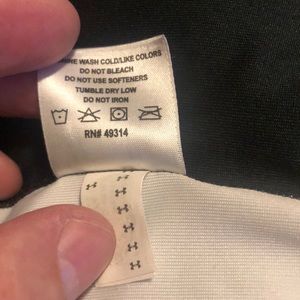 WASH COLD/LIKE COLORS
DO NOT BLEACH
DO NOT USE SOFTENERS
TUMBLE DRY LOW
DO NOT IRON
RN# 49314